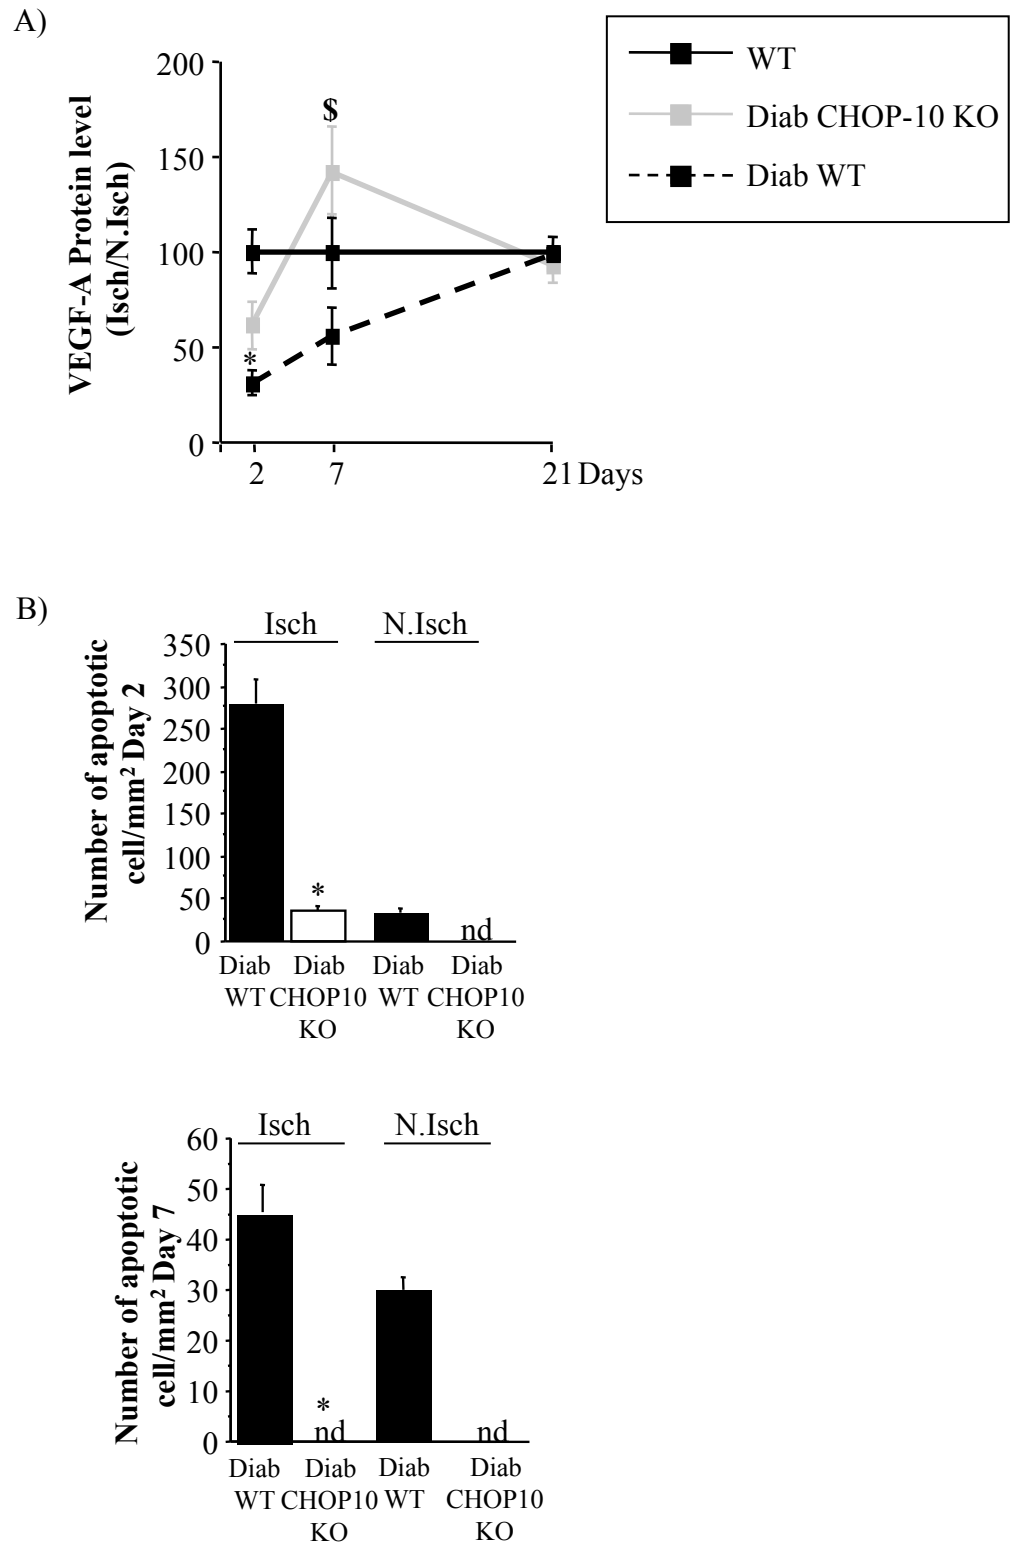 A)
VEGF-A Protein level
(Isch/N.Isch)
200
150
100
50
0
$
*
2 7 21 Days
WT
Diab CHOP-10 KO
Diab WT
B)
Number of apoptotic
cell/mm² Day 2
Isch N.Isch
350
300
250
200
150
100
50
0
*
nd
Diab Diab Diab Diab
WT CHOP10 WT CHOP10
KO KO
Number of apoptotic
cell/mm² Day 7
Isch N.Isch
60
50
40
30
20
10
0
*
nd nd
Diab Diab Diab Diab
WT CHOP10 WT CHOP10
KO KO